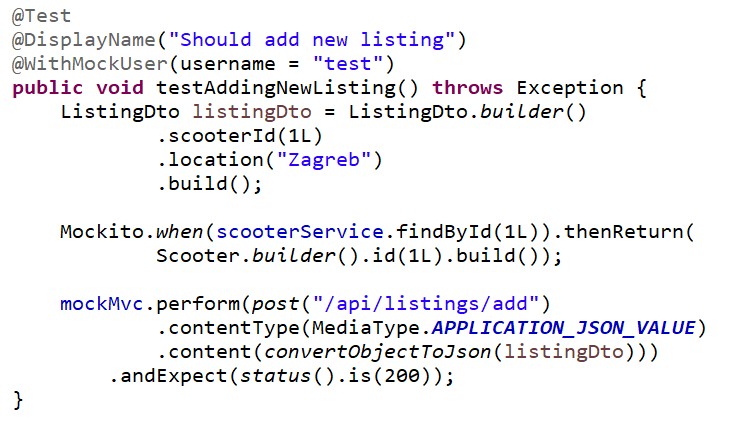 @Test
@DisplayName("Should add new listing")
@WithMockUser(username = "test")
public void testAddingNewListing() throws Exception {
    ListingDto listingDto = ListingDto.builder()
            .scooterId(1L)
            .location("Zagreb")
            .build();

    Mockito.when(scooterService.findById(1L)).thenReturn(
            Scooter.builder().id(1L).build());

    mockMvc.perform(post("/api/listings/add")
            .contentType(MediaType.APPLICATION_JSON_VALUE)
            .content(convertObjectToJson(listingDto)))
        .andExpect(status().is(200));
}